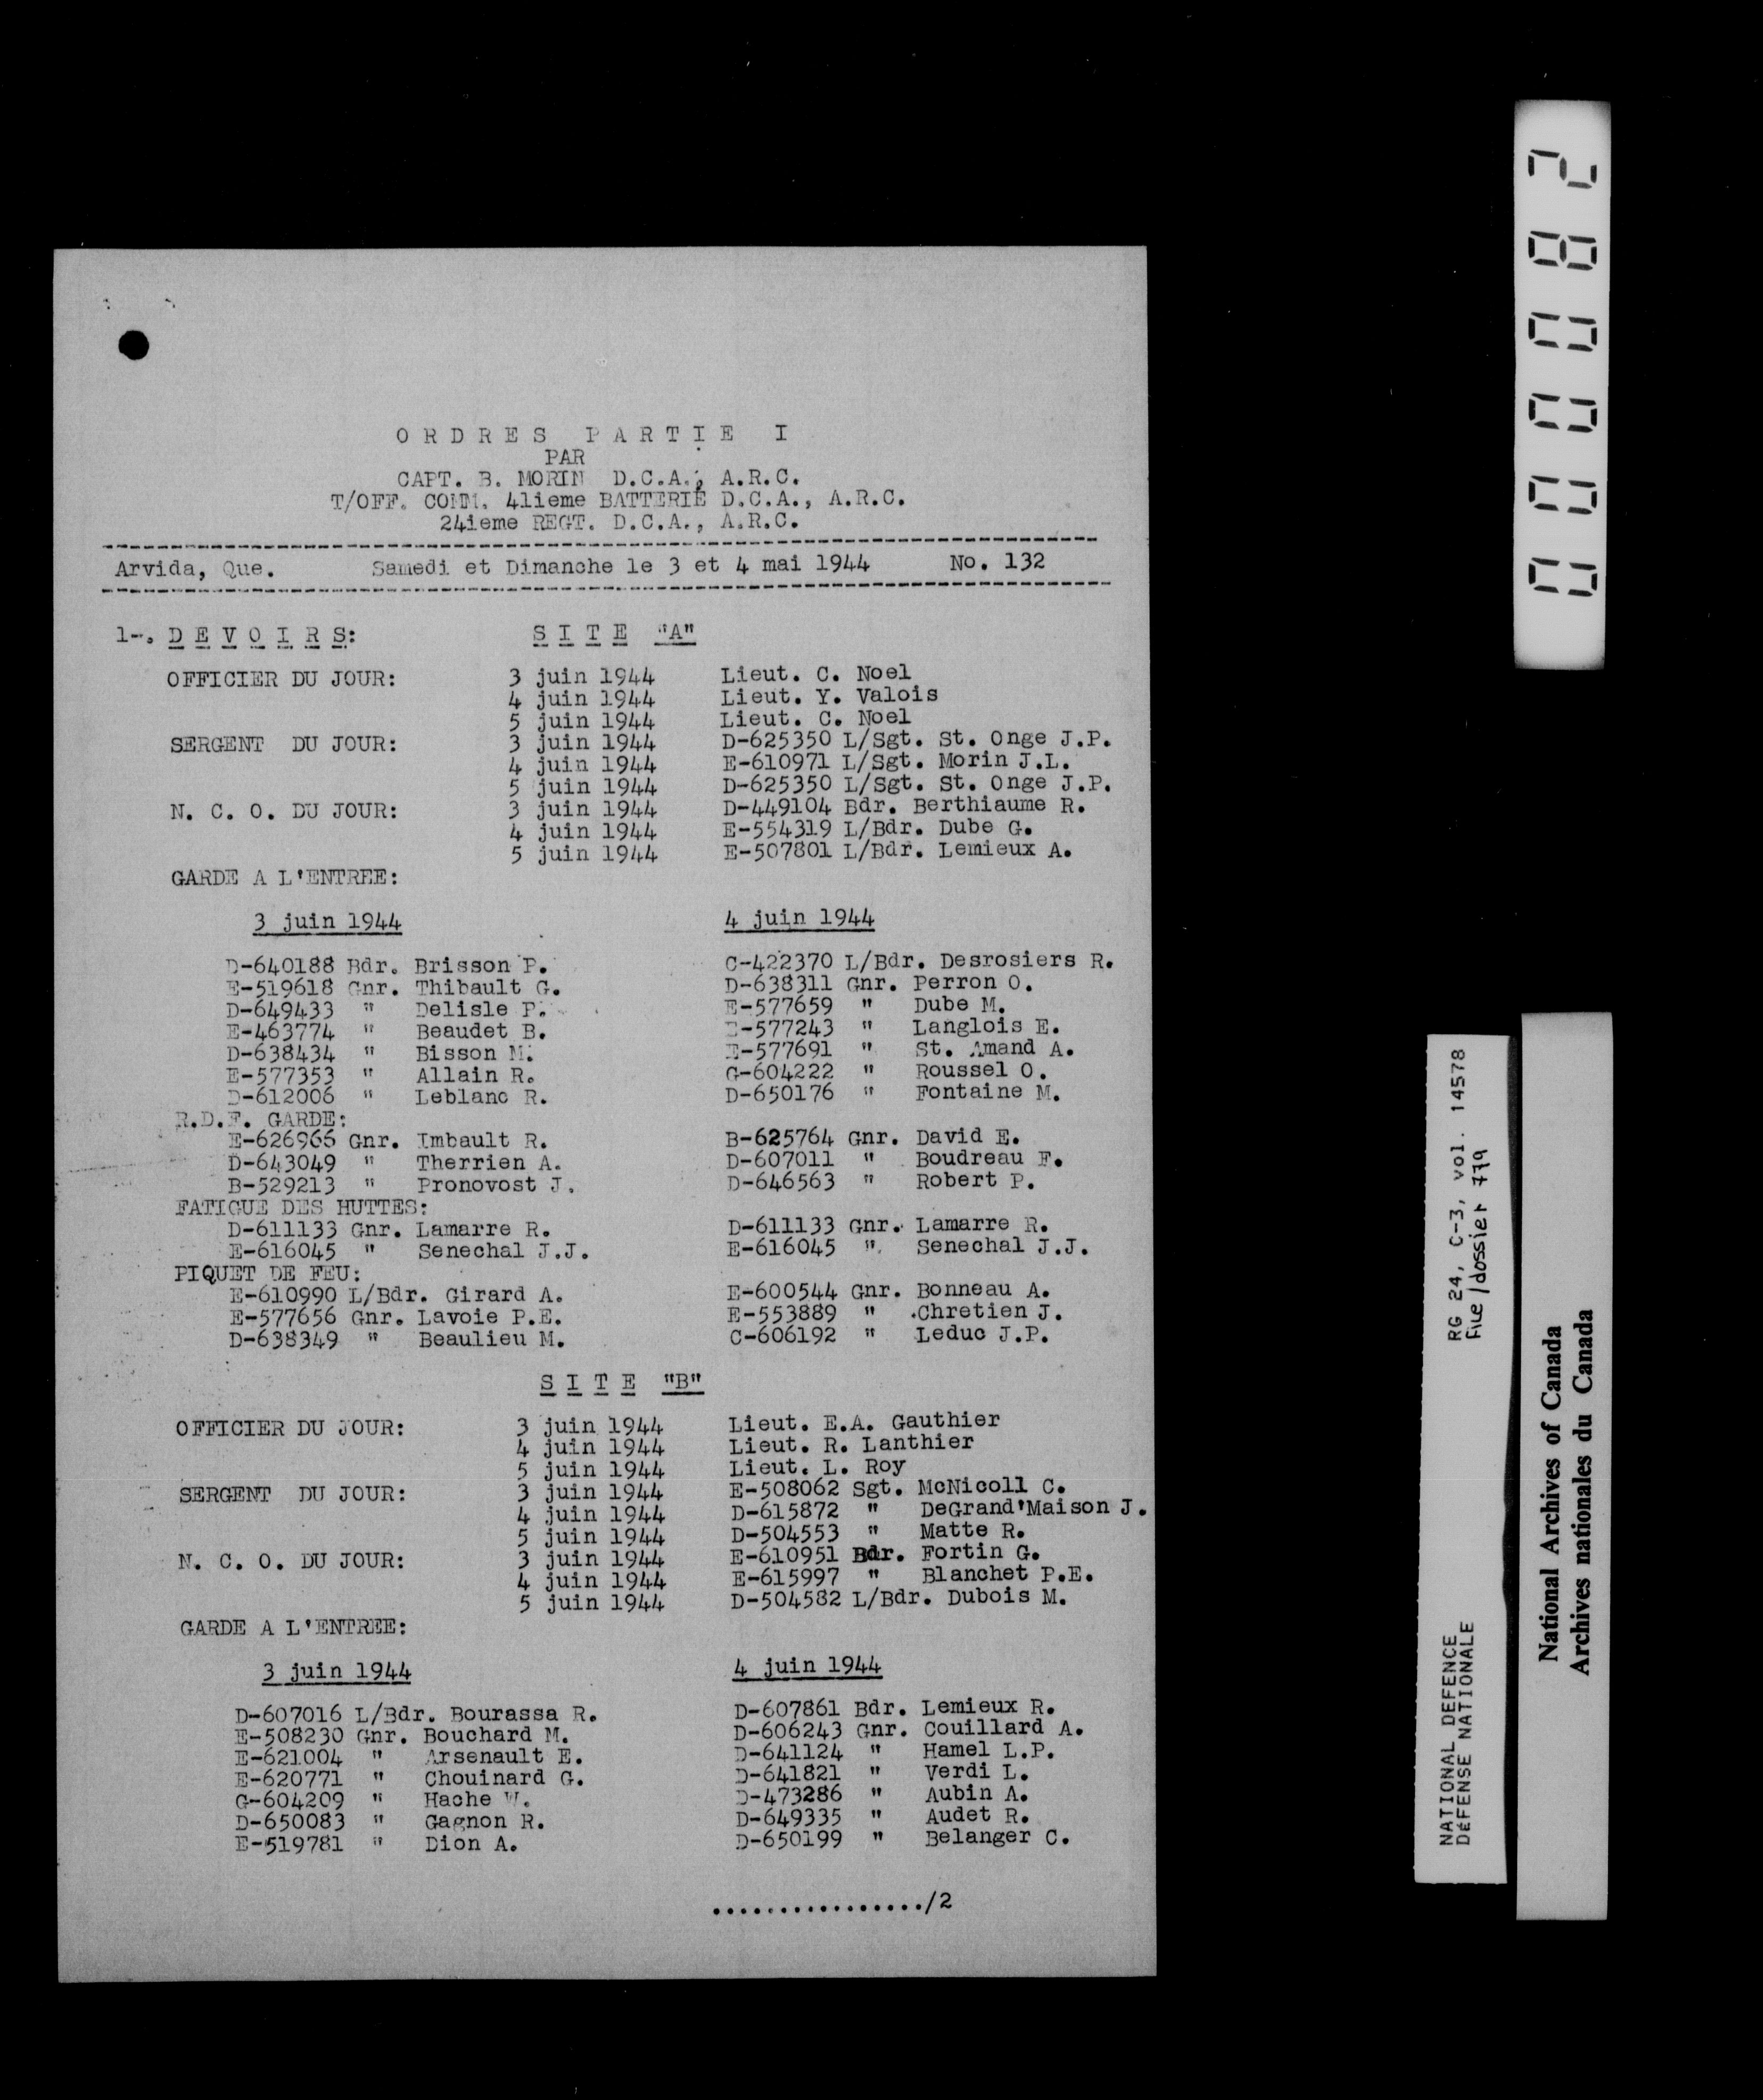 O R D R E S   P A R T I E   I
PAR
CAPT. B. MORIN D.C.A., A.R.C.
T/OFF. COMM. 41ieme BATTERIE D.C.A., A.R.C.
24ieme REGT. D.C.A., A.R.C.
Arvida, Que. Samedi et Dimanche le 3 et 4 mai 1944 No. 132
1-. D E V O I R S: S I T E "A"
OFFICIER DU JOUR: 3 juin 1944 Lieut. C. Noel
4 juin 1944 Lieut. Y. Valois
5 juin 1944 Lieut. C. Noel
SERGENT DU JOUR: 3 juin 1944 D-625350 L/Sgt. St. Onge J.P.
4 juin 1944 E-610971 L/Sgt. Morin J.L.
5 juin 1944 D-625350 L/Sgt. St. Onge J.P.
N. C. O. DU JOUR: 3 juin 1944 D-449104 Bdr. Berthiaume R.
4 juin 1944 E-554319 L/Bdr. Dube G.
5 juin 1944 E-507801 L/Bdr. Lemieux A.
GARDE A L'ENTREE:
3 juin 1944 4 juin 1944
D-640188 Bdr. Brisson P. C-422370 L/Bdr. Desrosiers R.
E-519618 Gnr. Thibault G. D-638311 Gnr. Perron O.
D-649433 " Delisle P. E-577659 " Dube M.
E-463774 " Beaudet B. -577243 " Langlois E.
D-638434 " Bisson M. -577691 " St. Amand A.
E-577353 " Allain R. G-604222 " Roussel O.
D-612006 " Leblanc R. D-650176 " Fontaine M.
R.D.F. GARDE:
E-626966 Gnr. Imbault R. B-625764 Gnr. David E.
D-643049 " Therrien A. D-607011 " Boudreau F.
B-529213 " Pronovost J. D-646563 " Robert P.
FATIGUE DES HUTTES:
D-611133 Gnr. Lamarre R. D-611133 Gnr. Lamarre R.
E-616045 " Senechal J.J. E-616045 " Senechal J.J.
PIQUET DE FEU:
E-610990 L/Bdr. Girard A. E-600544 Gnr. Bonneau A.
E-577656 Gnr. Lavoie P.E. E-553889 " Chretien J.
D-638349 " Beaulieu M. C-606192 " Leduc J.P.
S I T E "B"
OFFICIER DU JOUR: 3 juin 1944 Lieut. E.A. Gauthier
4 juin 1944 Lieut. R. Lanthier
5 juin 1944 Lieut. L. Roy
SERGENT DU JOUR: 3 juin 1944 E-508062 Sgt. McNicoll C.
4 juin 1944 D-615872 " DeGrand'Maison J.
5 juin 1944 D-504553 " Matte R.
N. C. O. DU JOUR: 3 juin 1944 E-610951 Bdr. Fortin G.
4 juin 1944 E-615997 " Blanchet P.E.
5 juin 1944 D-504582 L/Bdr. Dubois M.
GARDE A L'ENTREE:
3 juin 1944 4 juin 1944
D-607016 L/Bdr. Bourassa R. D-607861 Bdr. Lemieux R.
E-508230 Gnr. Bouchard M. D-606243 Gnr. Couillard A.
E-621004 " Arsenault E. D-641124 " Hamel L.P.
E-620771 " Chouinard G. D-641821 " Verdi L.
G-604209 " Hache W. D-473286 " Aubin A.
D-650083 " Gagnon R. D-649335 " Audet R.
E-519781 " Dion A. D-650199 " Belanger C.
................/2
000082
NATIONAL DEFENCE RG 24, C-3, vol. 14578
DÉFENSE NATIONALE File/dossier 779
National Archives of Canada
Archives nationales du Canada